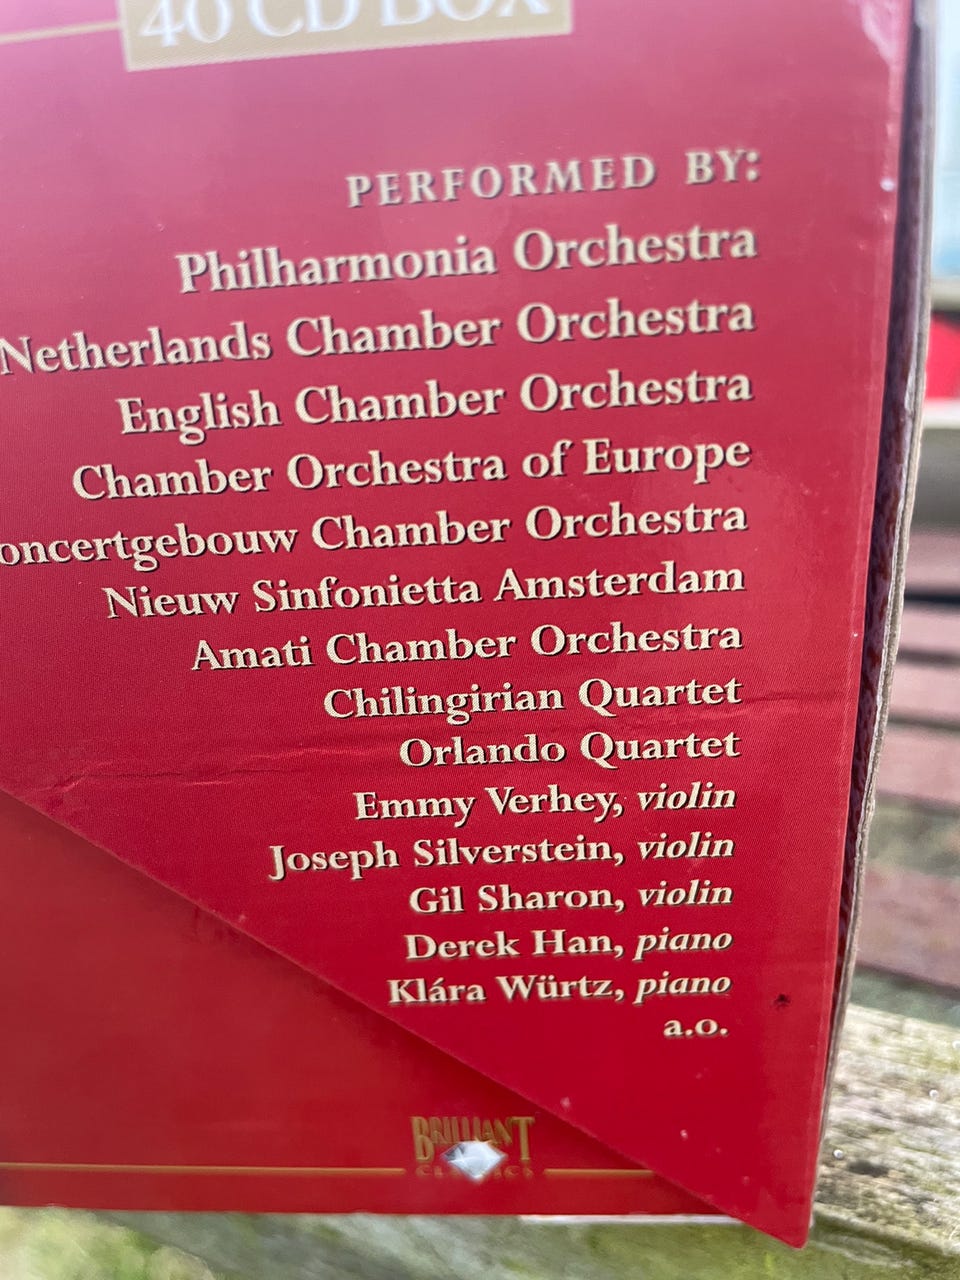 40 CD BOX
PERFORMED BY:
Philharmonia Orchestra
Netherlands Chamber Orchestra
English Chamber Orchestra
Chamber Orchestra of Europe
oncertgebouw Chamber Orchestra
Nieuw Sinfonietta Amsterdam
Amati Chamber Orchestra
Chilingirian Quartet
Orlando Quartet
Emmy Verhey, violin
Joseph Silverstein, violin
Gil Sharon, violin
Derek Han, piano
Klára Würtz, piano
a.o.
BRILLIANT
CLASSICS